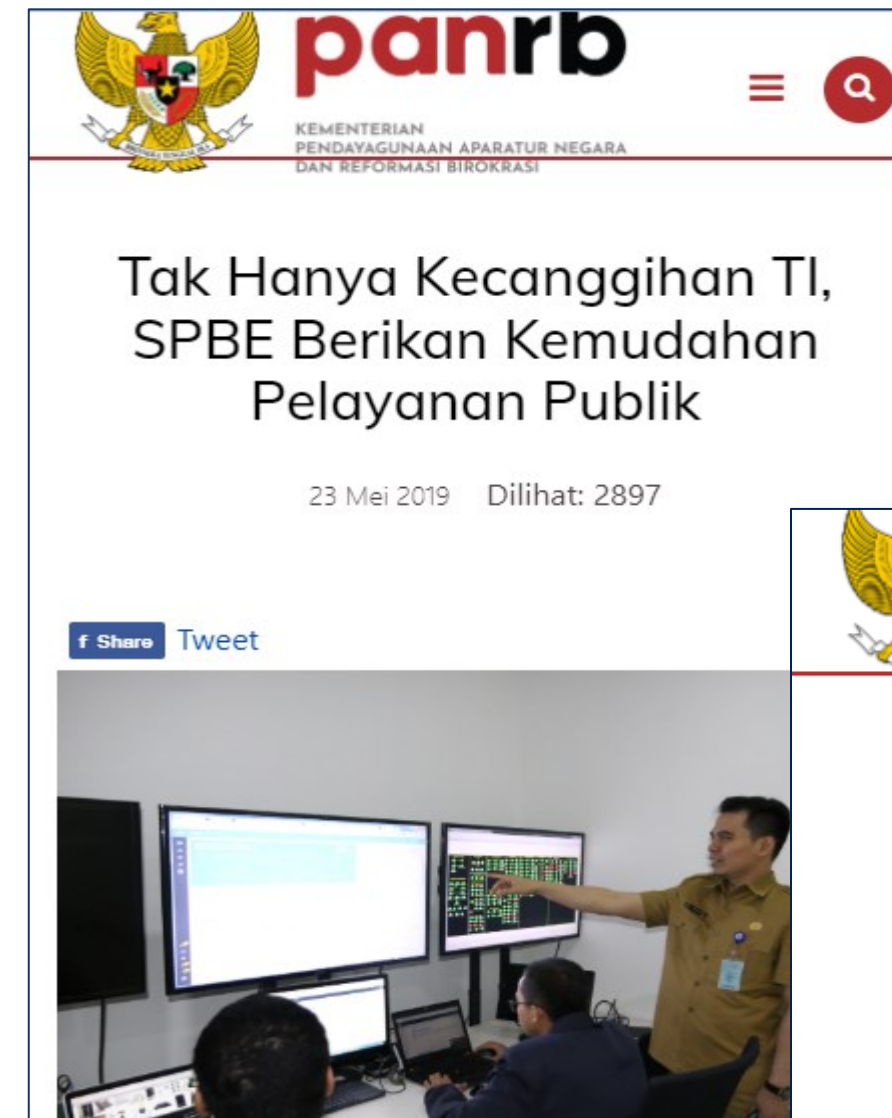 panrb
KEMENTERIAN
PENDAYAGUNAAN APARATUR NEGARA
DAN REFORMASI BIROKRASI
Tak Hanya Kecanggihan TI,
SPBE Berikan Kemudahan
Pelayanan Publik
23 Mei 2019 Dilihat: 2897
f Share Tweet